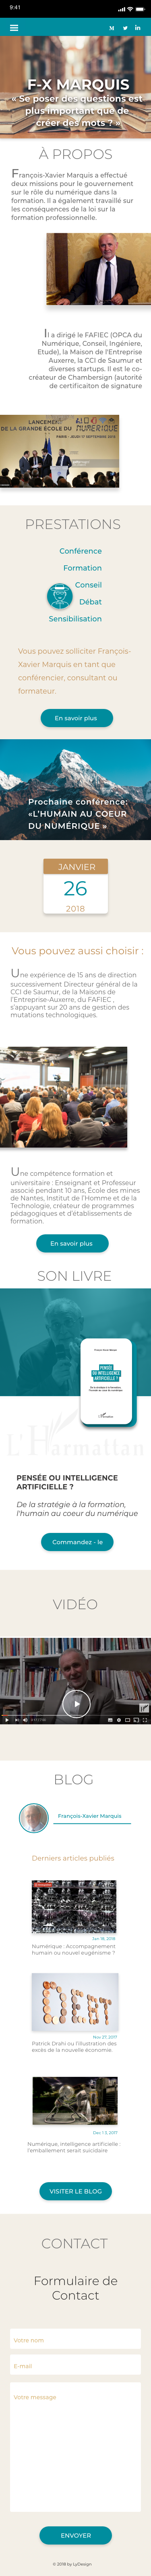 9:41
M
in
F-X MARQUIS
« Se poser des questions est
plus important que de
créer des mots ? »
À PROPOS
François-Xavier Marquis a effectué
deux missions pour le gouvernement
sur le rôle du numérique dans la
formation. Il a également travaillé sur
les conséquences de la loi sur la
formation professionnelle.
Il a dirigé le FAFIEC (OPCA du
Numérique, Conseil, Ingéniere,
Etude), la Maison de l'Entreprise
Auxerre, la CCI de Saumur et
diverses startups. Il est le co-
créateur de Chambersign (autorité
de certificaiton de signature
LANCEMENT
DE LA GRANDE ÉCOLE DU NUMÉRIQUE
PARIS - JEUDI 17 SEPTEMBRE 2015
PRESTATIONS
Conférence
Formation
Conseil
Débat
Sensibilisation
Vous pouvez solliciter François-
Xavier Marquis en tant que
conférencier, consultant ou
formateur.
En savoir plus
Prochaine conférence:
«L'HUMAIN AU COEUR
DU NUMÉRIQUE »
JANVIER
26
2018
Vous pouvez aussi choisir :
Une expérience de 15 ans de direction
successivement Directeur général de la
CCI de Saumur, de la Maisons de
l'Entreprise-Auxerre, du FAFIEC ,
s'appuyant sur 20 ans de gestion des
mutations technologiques.
Une compétence formation et
universitaire : Enseignant et Professeur
associé pendant 10 ans, École des mines
de Nantes, Institut de l'Homme et de la
Technologie, créateur de programmes
pédagogiques et d'établissements de
formation.
En savoir plus
SON LIVRE
PENSÉE
OU INTELLIGENCE
ARTIFICIELLE ?
L'Harmattan
PENSÉE OU INTELLIGENCE
ARTIFICIELLE ?
De la stratégie à la formation,
l'humain au coeur du numérique
Commandez - le
VIDÉO
BLOG
François-Xavier Marquis
Derniers articles publiés
Jan 18, 2018
Numérique : Accompagnement
humain ou nouvel eugénisme ?
Nov 27, 2017
Patrick Drahi ou l'illustration des
excès de la nouvelle économie.
Dec 1 3, 2017
Numérique, intelligence artificielle :
l'emballement serait suicidaire
VISITER LE BLOG
CONTACT
Formulaire de
Contact
Votre nom
E-mail
Votre message
ENVOYER
© 2018 by LyDesign